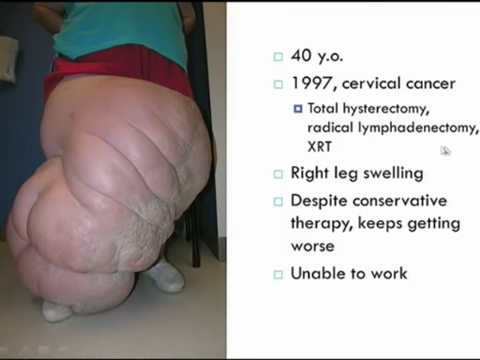 40 y.o.
1997, cervical cancer
Total hysterectomy,
radical lymphadenectomy,
XRT
Right leg swelling
Despite conservative
therapy, keeps getting
worse
Unable to work